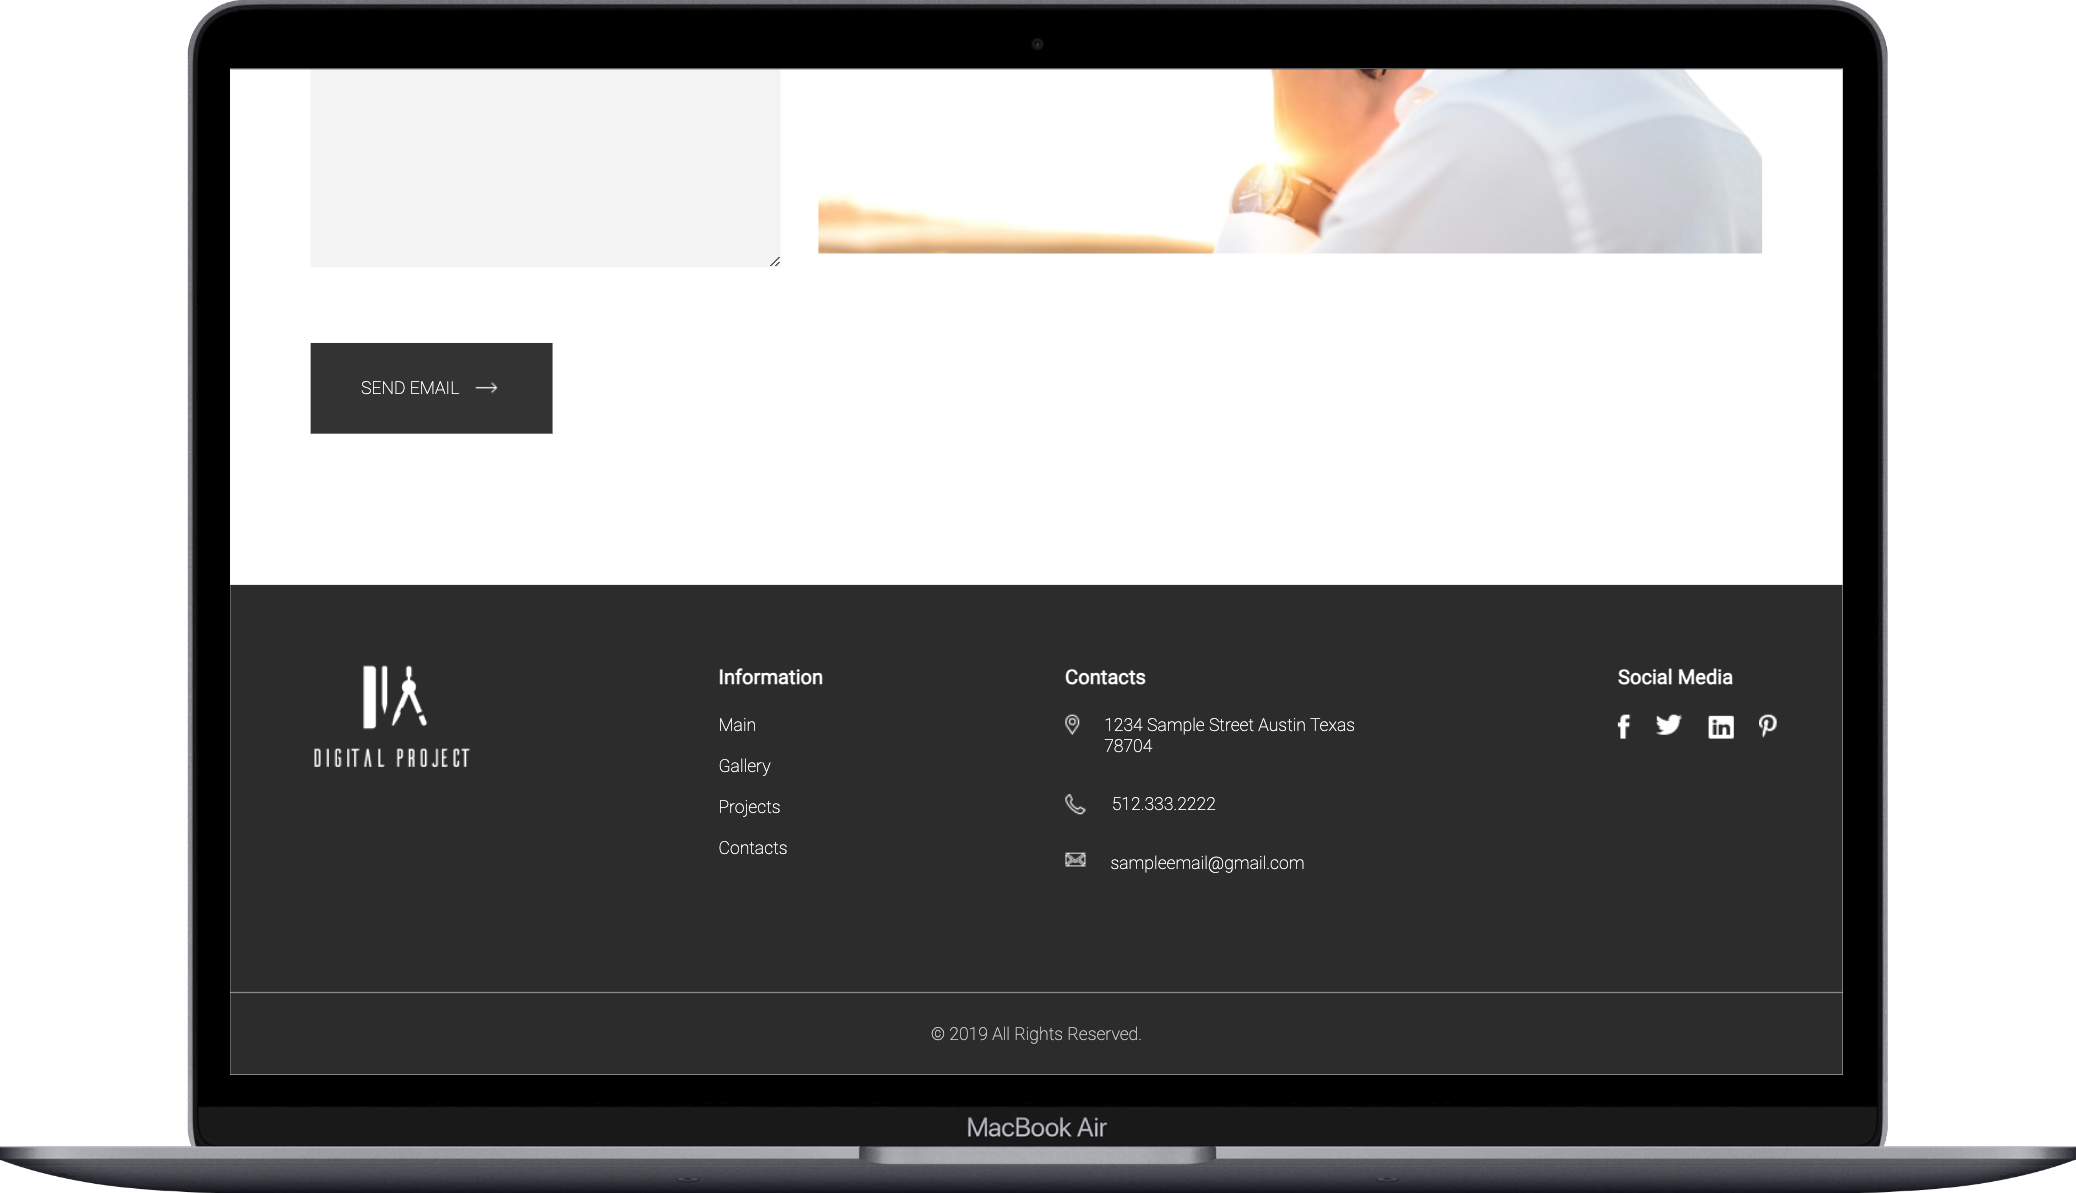 SEND EMAIL
DIGITAL PROJECT
Information
Main
Gallery
Projects
Contacts
Contacts
1234 Sample Street Austin Texas
78704
512.333.2222
sampleemail@gmail.com
Social Media
© 2019 All Rights Reserved.
MacBook Air